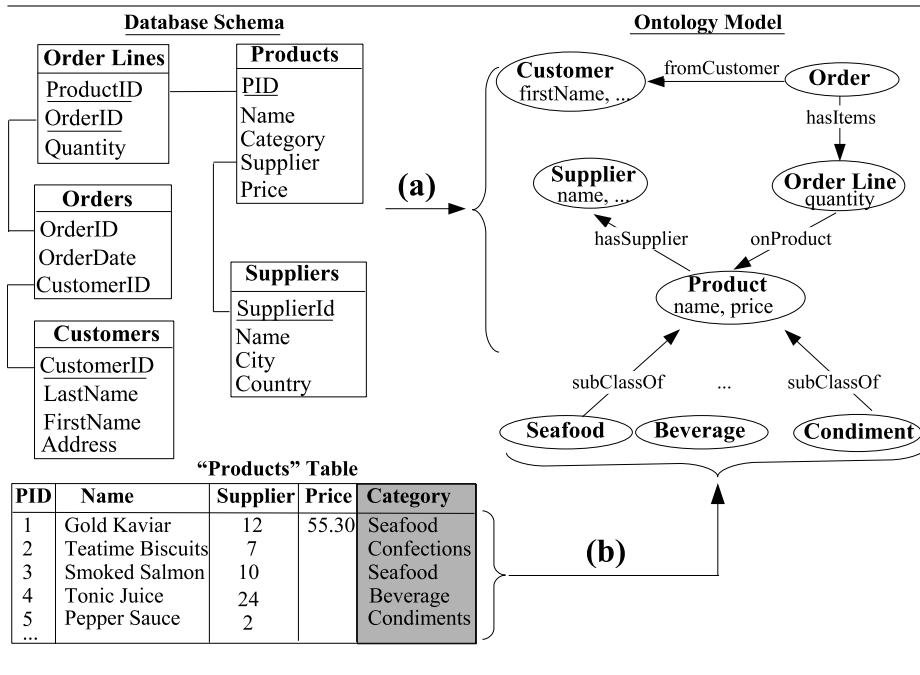 Database Schema
Order Lines
ProductID
OrderID
Quantity
Products
PID
Name
Category
Supplier
Price
Orders
OrderID
OrderDate
CustomerID
Suppliers
SupplierId
Name
City
Country
Customers
CustomerID
LastName
FirstName
Address
(a)
Ontology Model
Customer
firstName, ...
fromCustomer
Order
hasItems
Supplier
name, ...
Order Line
quantity
hasSupplier
onProduct
Product
name, price
subClassOf
...
subClassOf
Seafood
Beverage
Condiment
“Products” Table
PID Name Supplier Price Category
1 Gold Kaviar 12 55.30 Seafood
2 Teatime Biscuits 7 Confections
3 Smoked Salmon 10 Seafood
4 Tonic Juice 24 Beverage
5 Pepper Sauce 2 Condiments
...
(b)